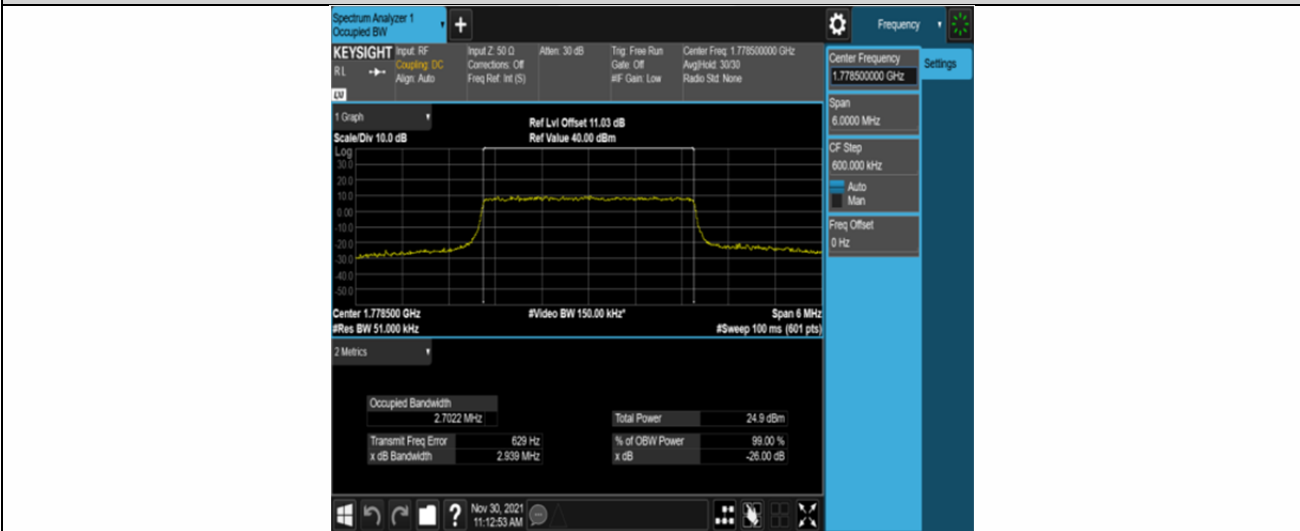 Spectrum Analyzer 1
Occupied BW
+
Frequency
KEYSIGHT
R L
LXI
Input: RF
Coupling: DC
Align: Auto
Input Z: 50 Ω
Corrections: Off
Freq Ref: Int (S)
Atten: 30 dB
Trig: Free Run
Gate: Off
#IF Gain: Low
Center Freq: 1.778500000 GHz
Avg|Hold: 30/30
Radio Std: None
Center Frequency
1.778500000 GHz
Settings
Span
6.0000 MHz
CF Step
600.000 kHz
Auto
Man
Freq Offset
0 Hz
1 Graph
Scale/Div 10.0 dB
Ref Lvl Offset 11.03 dB
Ref Value 40.00 dBm
Log
30.0
20.0
10.0
0.00
-10.0
-20.0
-30.0
-40.0
-50.0
Center 1.778500 GHz
#Res BW 51.000 kHz
#Video BW 150.00 kHz*
Span 6 MHz
#Sweep 100 ms (601 pts)
2 Metrics
Occupied Bandwidth
2.7022 MHz
Transmit Freq Error 629 Hz
x dB Bandwidth 2.939 MHz
Total Power 24.9 dBm
% of OBW Power 99.00 %
x dB -26.00 dB
?
Nov 30, 2021
11:12:53 AM